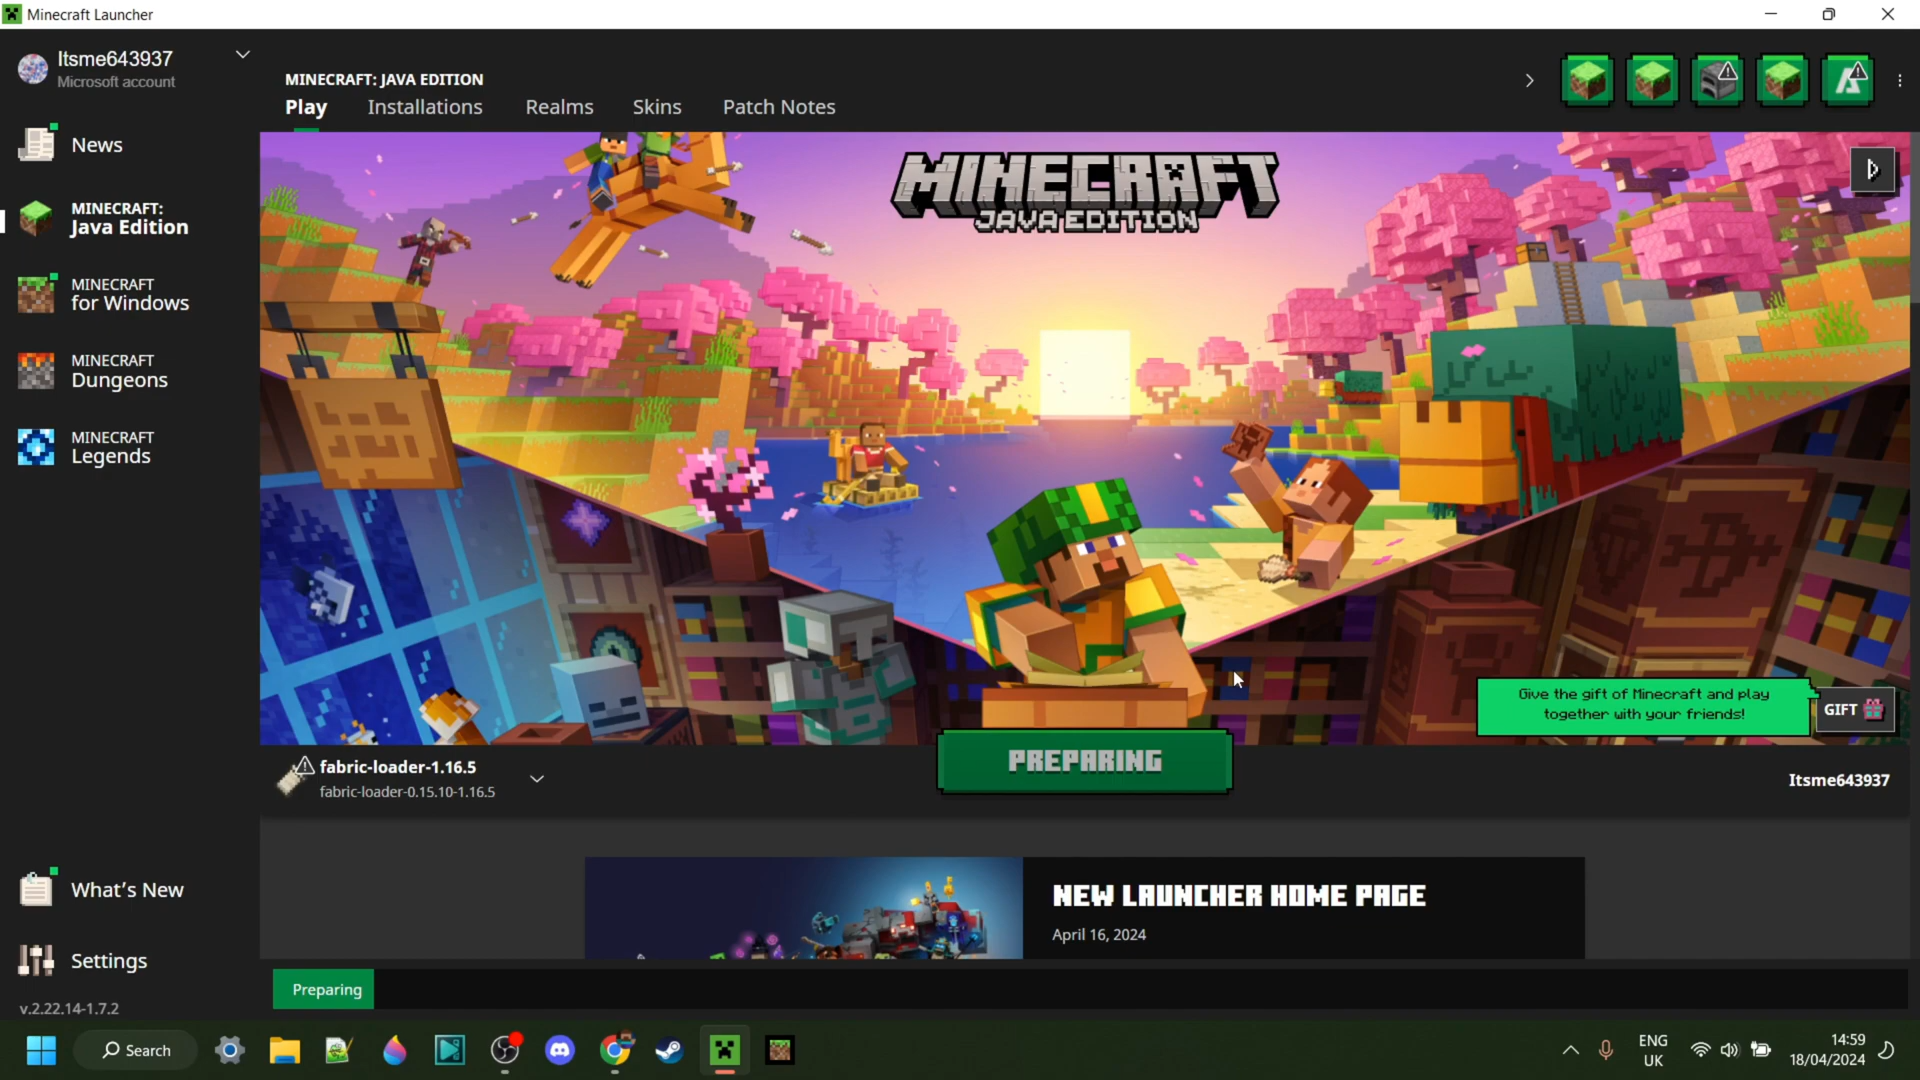 Minecraft Launcher
Itsme643937
Microsoft account
News
MINECRAFT:
Java Edition
MINECRAFT
for Windows
MINECRAFT
Dungeons
MINECRAFT
Legends
What's New
Settings
v.2.22.14-1.7.2
MINECRAFT: JAVA EDITION
Play Installations Realms Skins Patch Notes
MINECRAFT
JAVA EDITION
Give the gift of Minecraft and play
together with your friends!
GIFT
fabric-loader-1.16.5
fabric-loader-0.15.10-1.16.5
PREPARING
Itsme643937
NEW LAUNCHER HOME PAGE
April 16, 2024
Preparing
Search
ENG
UK
14:59
18/04/2024